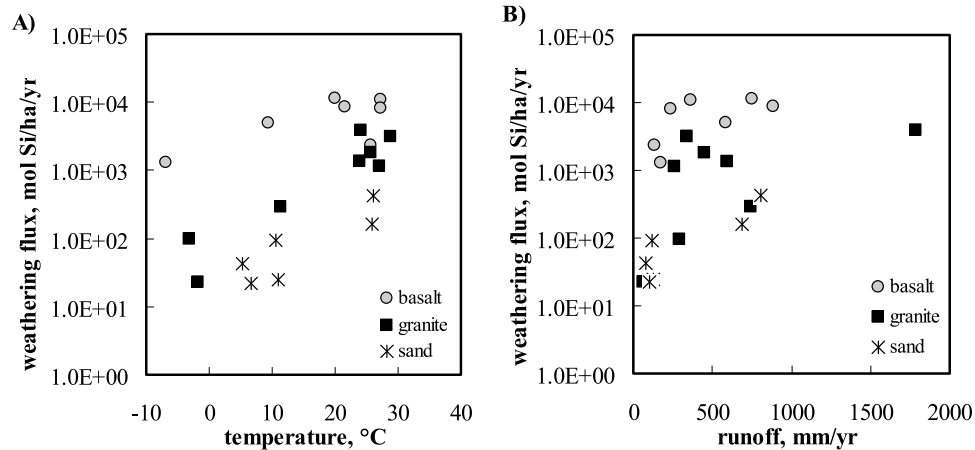 A)
weathering flux, mol Si/ha/yr
1.0E+05
1.0E+04
1.0E+03
1.0E+02
1.0E+01
1.0E+00
basalt
granite
sand
-10 0 10 20 30 40
temperature, °C
B)
weathering flux, mol Si/ha/yr
1.0E+05
1.0E+04
1.0E+03
1.0E+02
1.0E+01
1.0E+00
basalt
granite
sand
0 500 1000 1500 2000
runoff, mm/yr